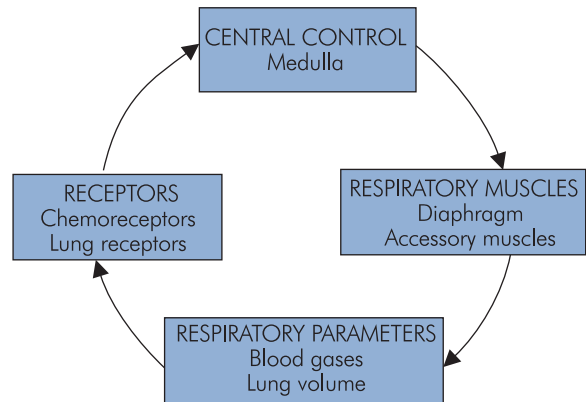 CENTRAL CONTROL
Medulla
RESPIRATORY MUSCLES
Diaphragm
Accessory muscles
RESPIRATORY PARAMETERS
Blood gases
Lung volume
RECEPTORS
Chemoreceptors
Lung receptors